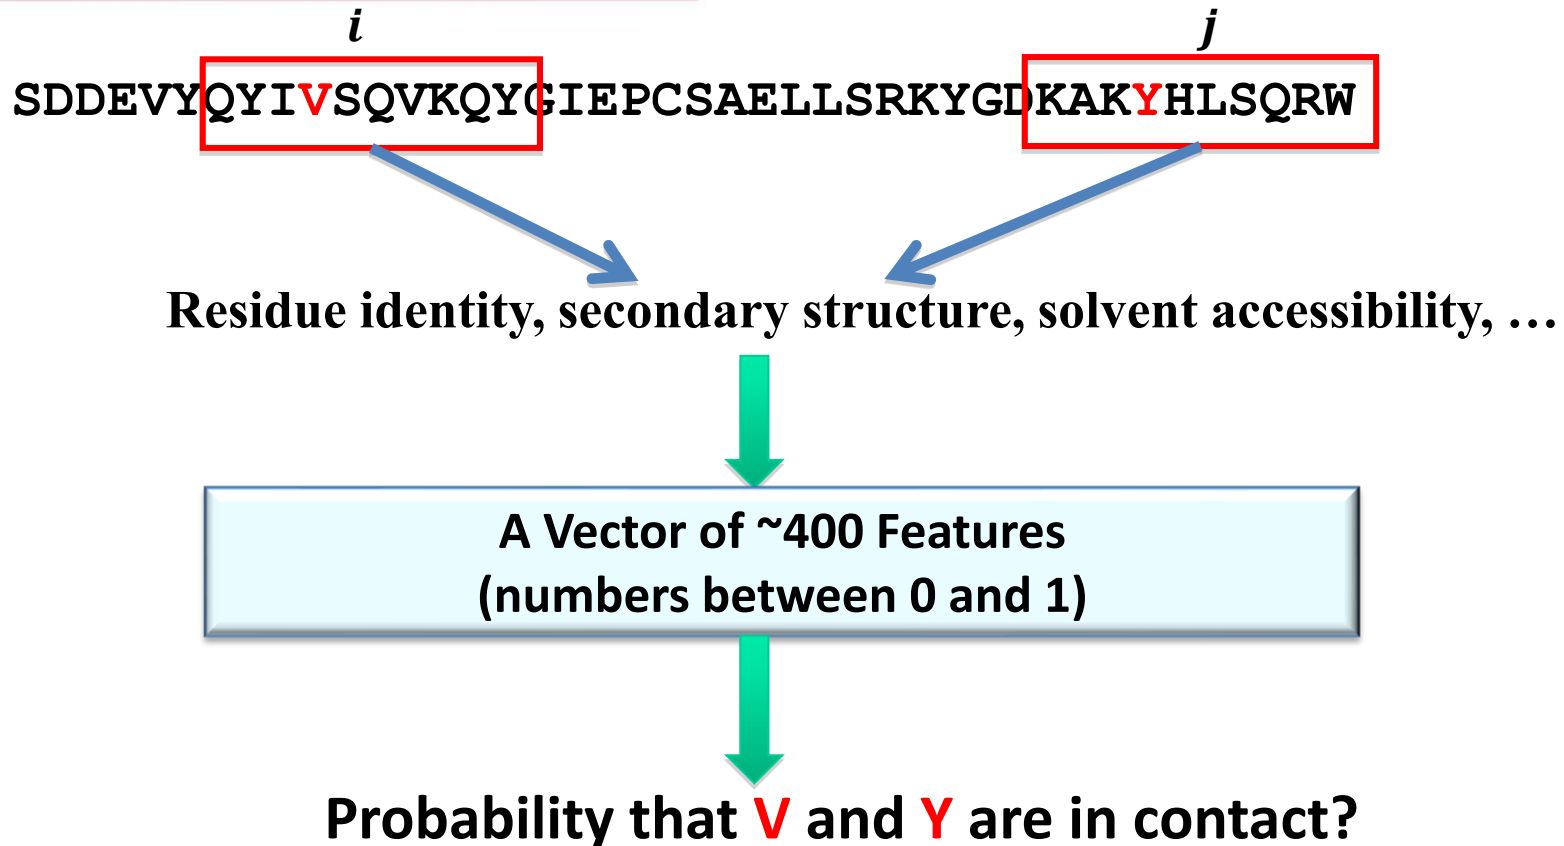 i j
SDDEVYQYIVSQVKQYGIEPCSAELLSRKYGDKAKYHLSQRW
Residue identity, secondary structure, solvent accessibility, …
A Vector of ~400 Features
(numbers between 0 and 1)
Probability that V and Y are in contact?